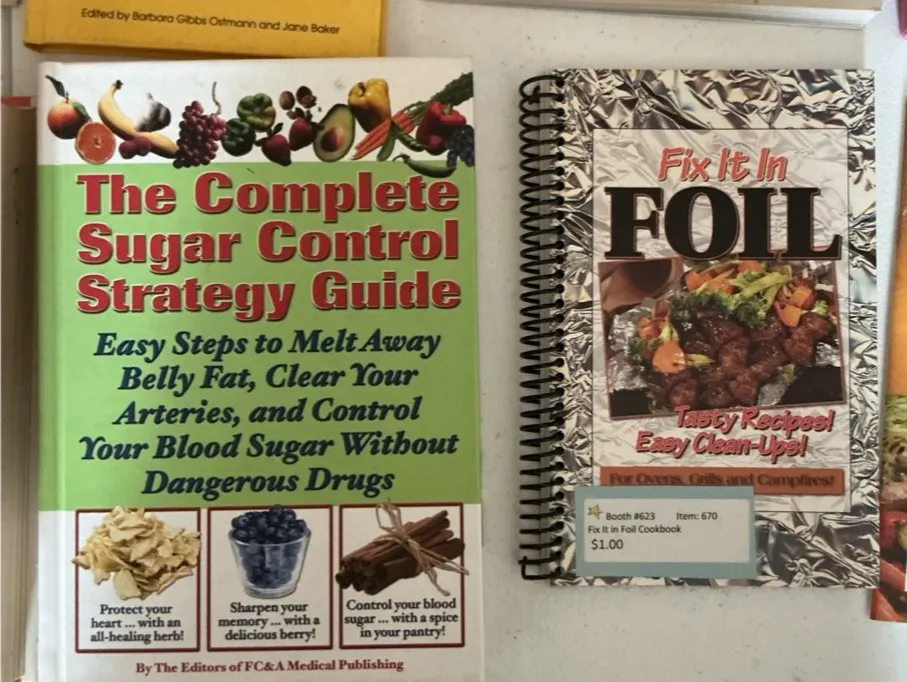 Edited by Barbara Gibbs Ostmann and Jane Baker
The Complete
Sugar Control
Strategy Guide
Easy Steps to Melt Away
Belly Fat, Clear Your
Arteries, and Control
Your Blood Sugar Without
Dangerous Drugs
Protect your
heart ... with an
all-healing herb!
Sharpen your
memory ... with a
delicious berry!
Control your blood
sugar ... with a spice
in your pantry!
By The Editors of FC&A Medical Publishing
Fix It In
FOIL
Tasty Recipes!
Easy Clean-Ups!
For Ovens, Grills and Campfires!
Booth #623 Item: 670
Fix It in Foil Cookbook
$1.00